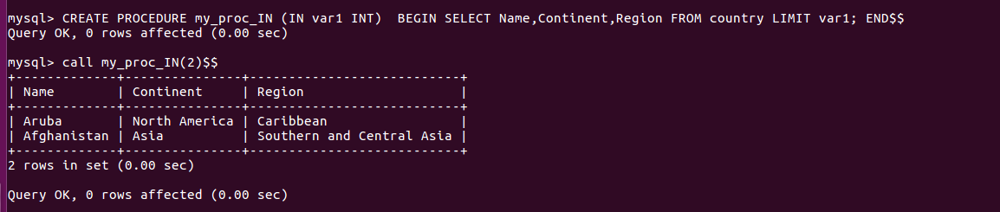 mysql> CREATE PROCEDURE my_proc_IN (IN var1 INT)  BEGIN SELECT Name,Continent,Region FROM country LIMIT var1; END$$
Query OK, 0 rows affected (0.00 sec)
mysql> call my_proc_IN(2)$$
+-------------+---------------+---------------------------+
| Name        | Continent     | Region                    |
+-------------+---------------+---------------------------+
| Aruba       | North America | Caribbean                 |
| Afghanistan | Asia          | Southern and Central Asia |
+-------------+---------------+---------------------------+
2 rows in set (0.00 sec)
Query OK, 0 rows affected (0.00 sec)